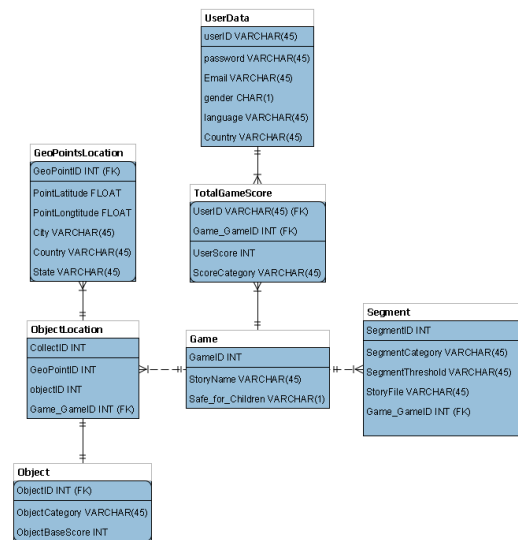 UserData
userID VARCHAR(45)
password VARCHAR(45)
Email VARCHAR(45)
gender CHAR(1)
language VARCHAR(45)
Country VARCHAR(45)
GeoPointsLocation
GeoPointID INT (FK)
PointLatitude FLOAT
PointLongtitude FLOAT
City VARCHAR(45)
Country VARCHAR(45)
State VARCHAR(45)
TotalGameScore
UserID VARCHAR(45) (FK)
Game_GameID INT (FK)
UserScore INT
ScoreCategory VARCHAR(45)
ObjectLocation
CollectID INT
GeoPointID INT
objectID INT
Game_GameID INT (FK)
Game
GameID INT
StoryName VARCHAR(45)
Safe_for_Children VARCHAR(1)
Segment
SegmentID INT
SegmentCategory VARCHAR(45)
SegmentThreshold VARCHAR(45)
StoryFile VARCHAR(45)
Game_GameID INT (FK)
Object
ObjectID INT (FK)
ObjectCategory VARCHAR(45)
ObjectBaseScore INT